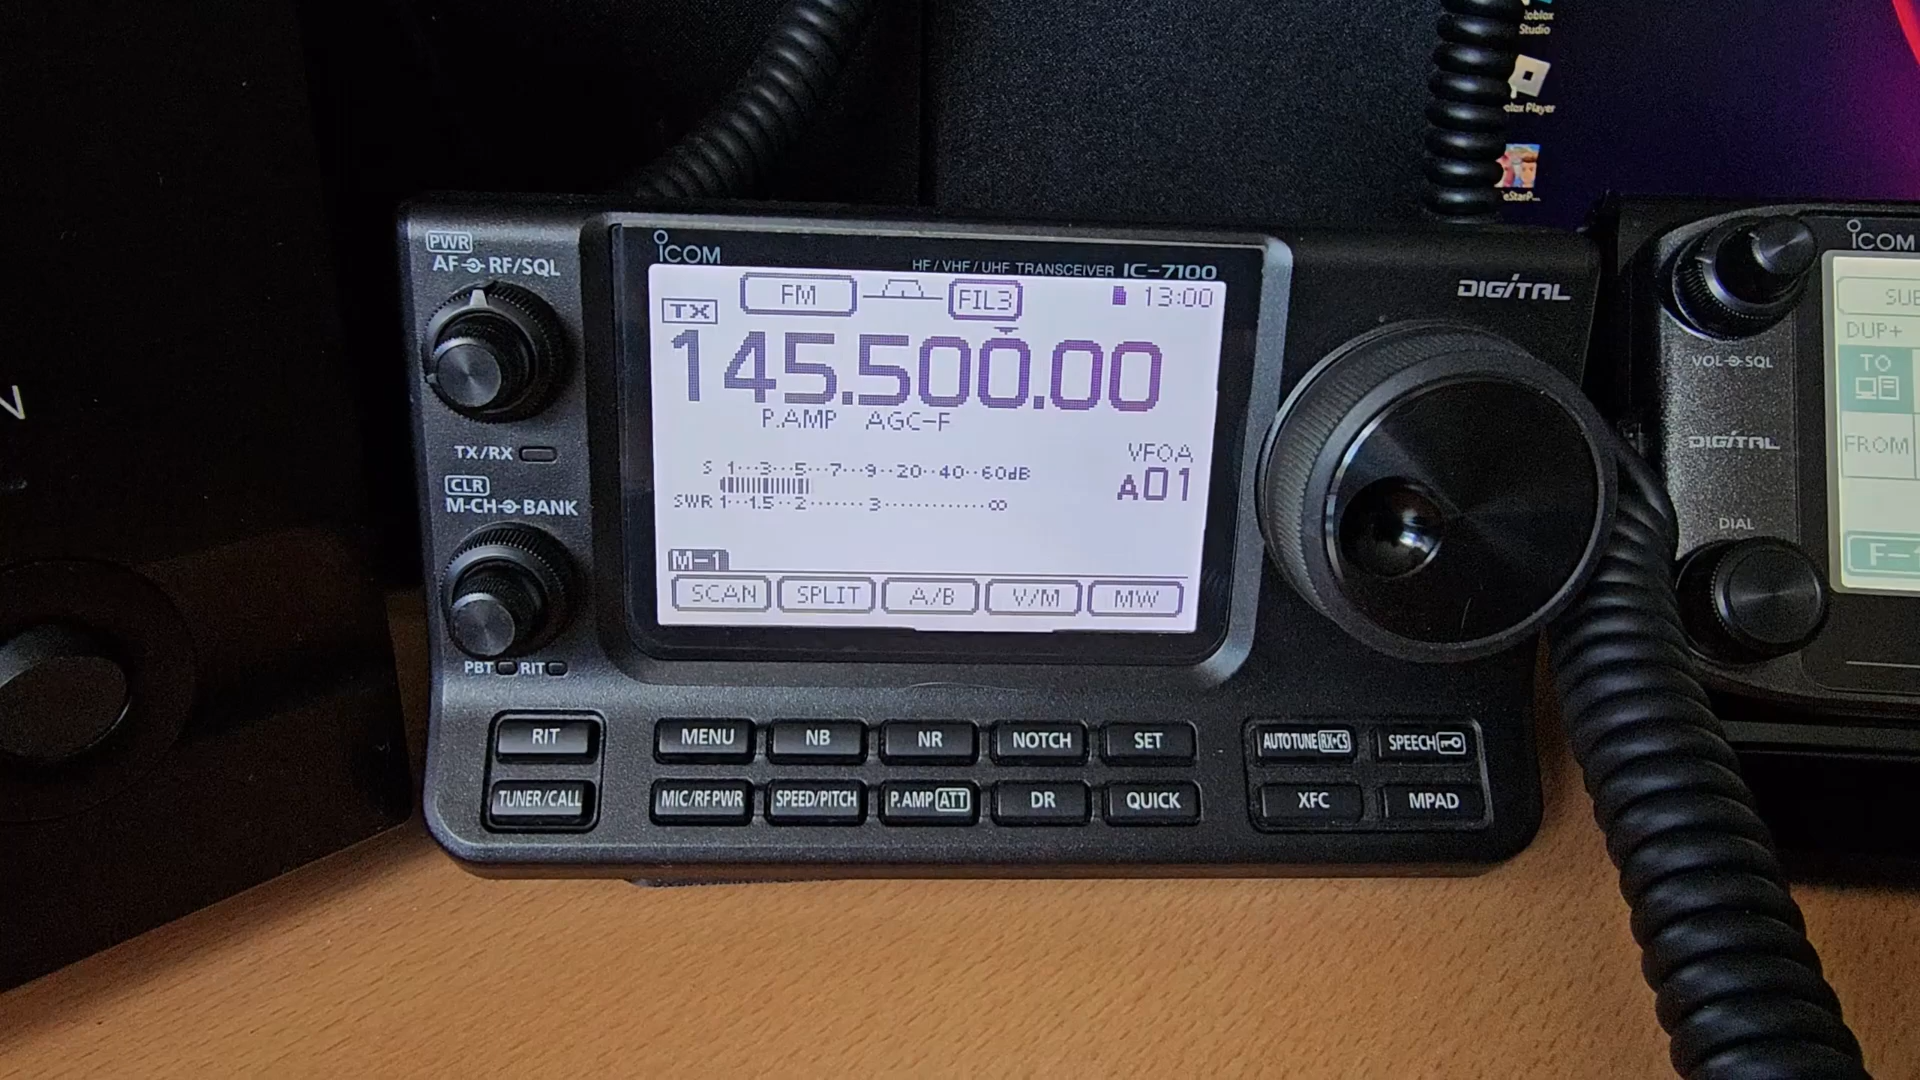 Studio
Player
N
ICOM
HF/VHF/UHF TRANSCEIVER IC-7100
PWR
AF RF/SQL
DIGITAL
FM
FIL3
13:00
TX
145.500.00
P.AMP AGC-F
TX/RX
S 1··3··5··7··9··20··40··60dB
SWR 1··1.5··2·······3············∞
VFOA
A01
CLR
M-CH BANK
M-1
SCAN SPLIT A/B V/M MW
PBT RIT
RIT MENU NB NR NOTCH SET AUTOTUNE RX•CS SPEECH
TUNER/CALL MIC/RF PWR SPEED/PITCH P.AMP ATT DR QUICK XFC MPAD
ICOM
DUP+
VOL SQL
TO
DIGITAL
FROM
DIAL